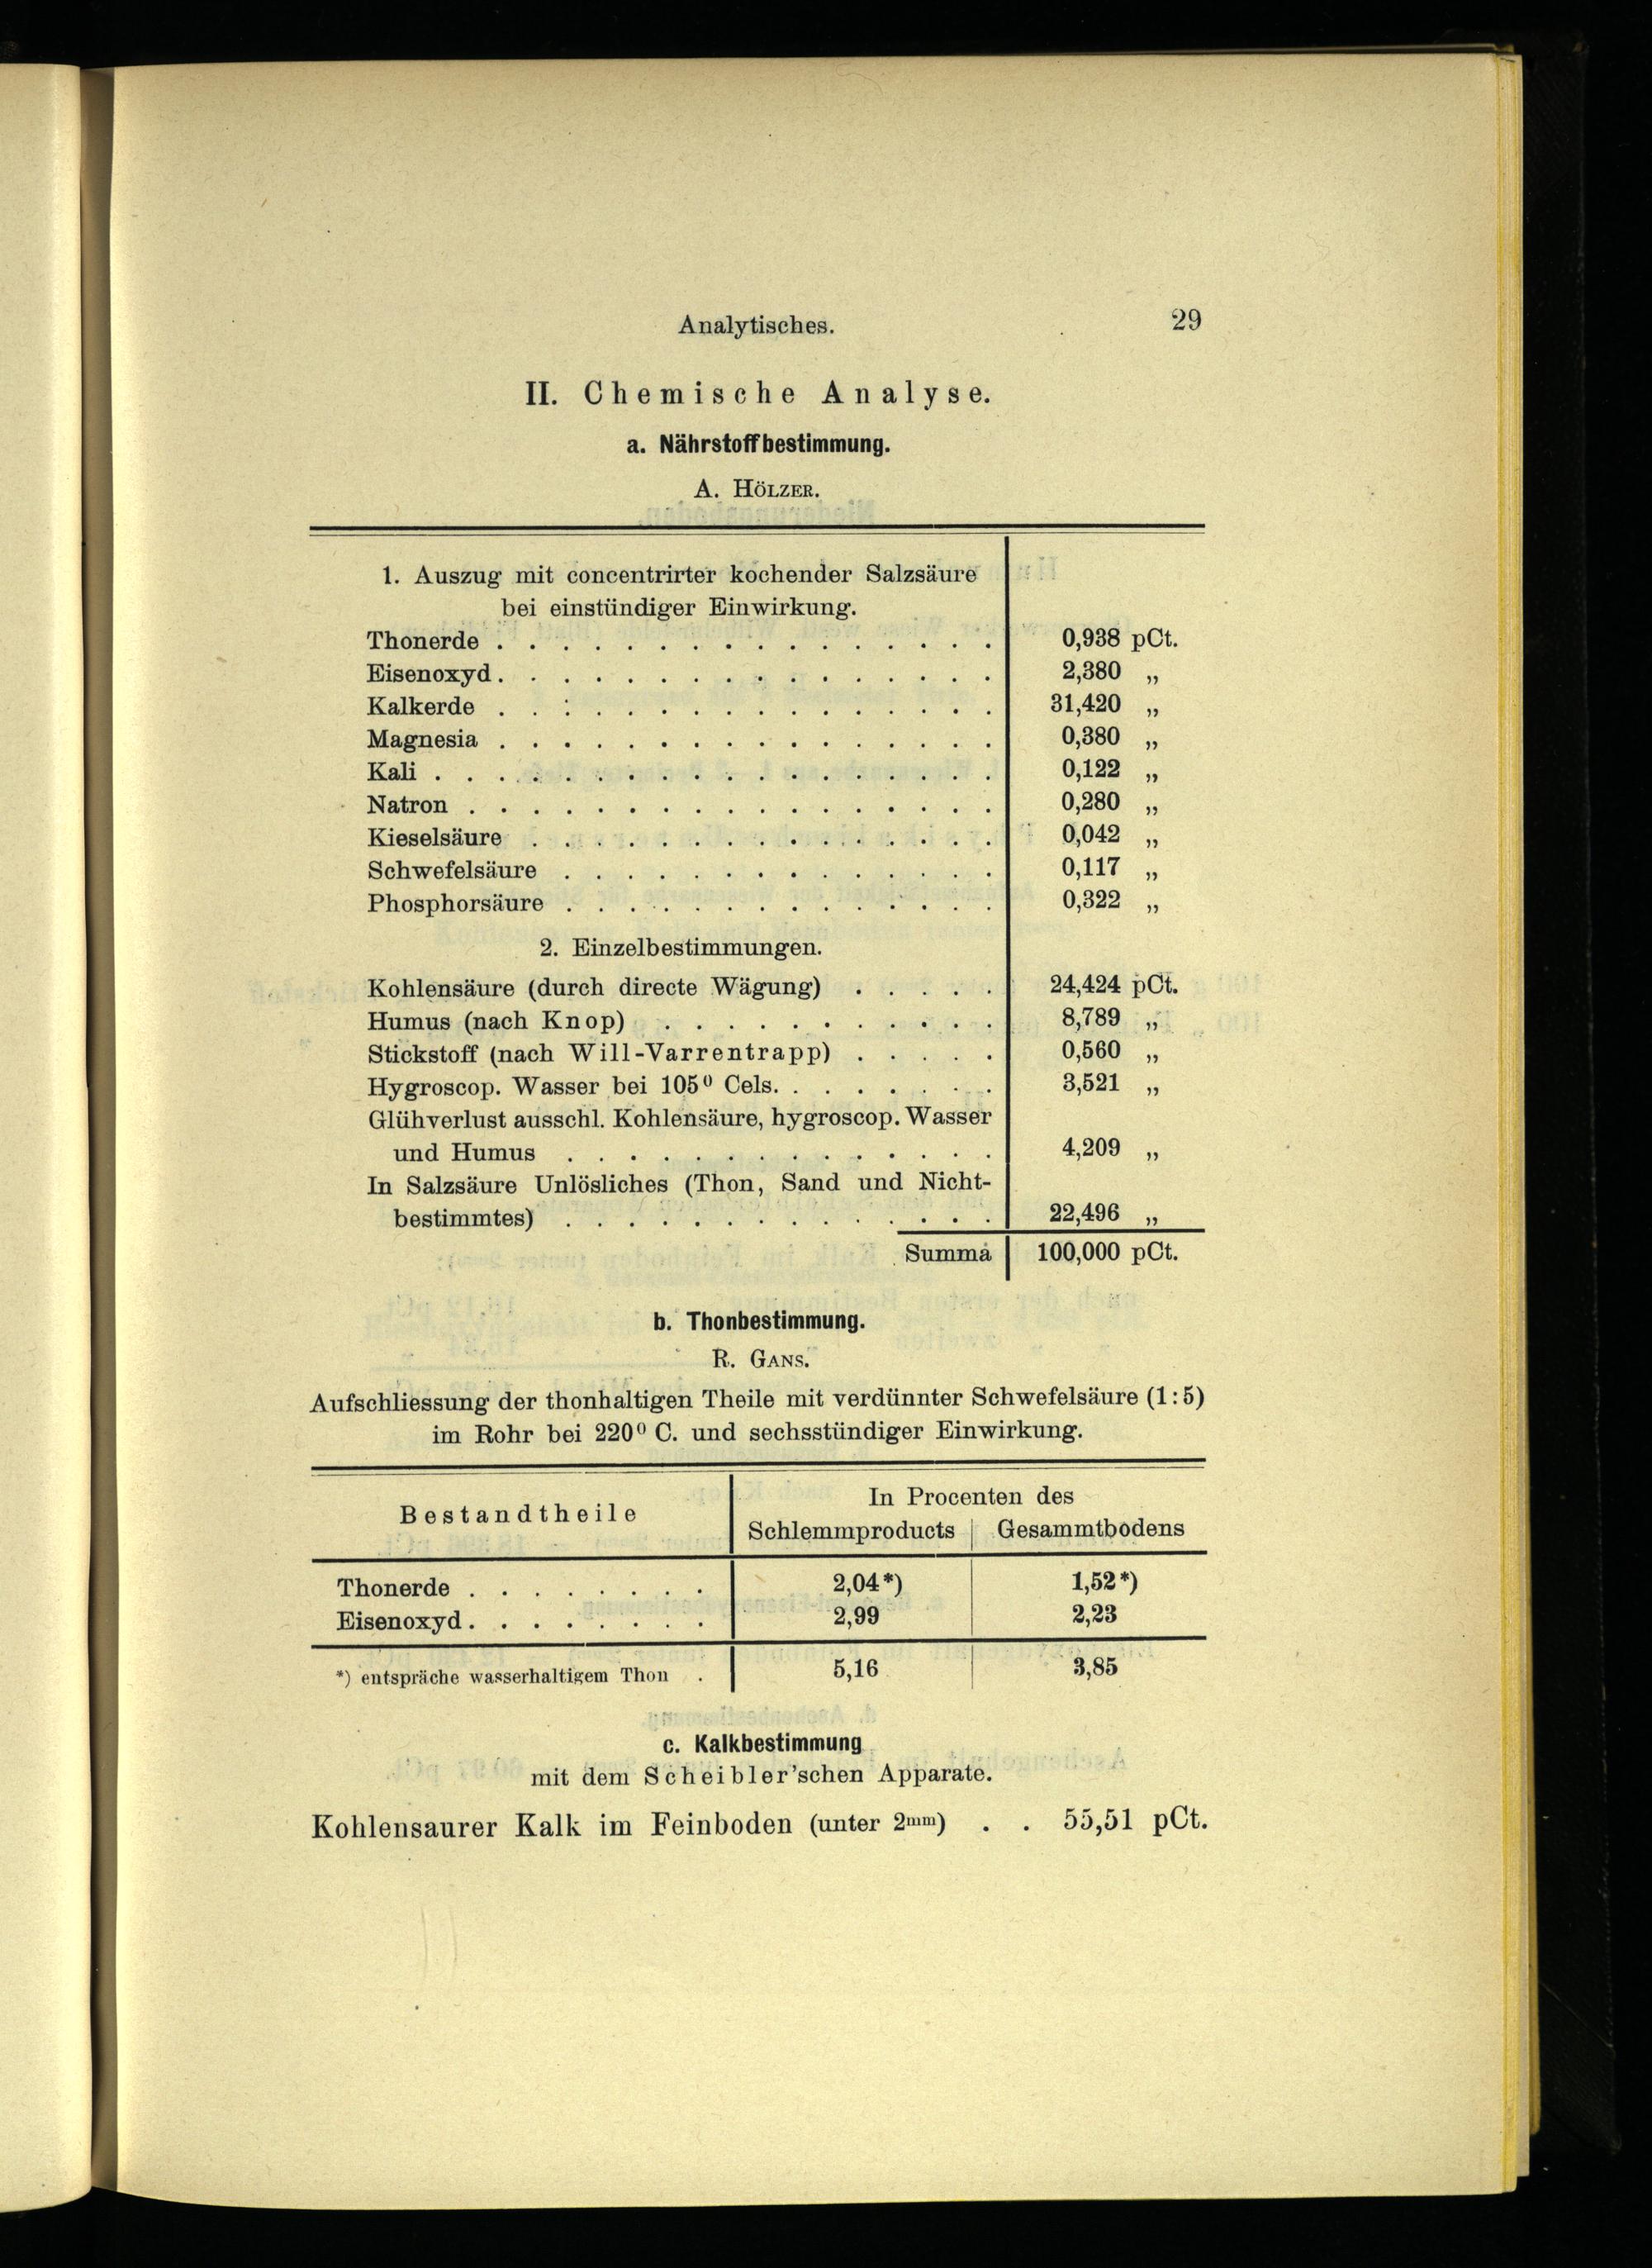 Analytisches. 29
II. Chemische Analyse.
a. Nährstoffbestimmung.
A. HÖLZER.
1. Auszug mit concentrirter kochender Salzsäure
bei einstündiger Einwirkung.
Thonerde . . . . . . . . . . . . . . . . 0,938 pCt.
Eisenoxyd . . . . . . . . . . . . . . . . 2,380 „
Kalkerde . . . . . . . . . . . . . . . . 31,420 „
Magnesia . . . . . . . . . . . . . . . . 0,380 „
Kali . . . . . . . . . . . . . . . . . . 0,122 „
Natron . . . . . . . . . . . . . . . . . 0,280 „
Kieselsäure . . . . . . . . . . . . . . . 0,042 „
Schwefelsäure . . . . . . . . . . . . . . 0,117 „
Phosphorsäure . . . . . . . . . . . . . . 0,322 „
2. Einzelbestimmungen.
Kohlensäure (durch directe Wägung) . . . . . 24,424 pCt.
Humus (nach Knop) . . . . . . . . . . . 8,789 „
Stickstoff (nach Will-Varrentrapp) . . . . . 0,560 „
Hygroscop. Wasser bei 105⁰ Cels. . . . . . . . 3,521 „
Glühverlust ausschl. Kohlensäure, hygroscop. Wasser
und Humus . . . . . . . . . . . . . . 4,209 „
In Salzsäure Unlösliches (Thon, Sand und Nicht-
bestimmtes) . . . . . . . . . . . . . . 22,496 „
Summa 100,000 pCt.
b. Thonbestimmung.
R. GANS.
Aufschliessung der thonhaltigen Theile mit verdünnter Schwefelsäure (1:5)
im Rohr bei 220⁰ C. und sechsstündiger Einwirkung.
In Procenten des
Bestandtheile
Schlemmproducts Gesammtbodens
Thonerde . . . . . . . . 2,04*) 1,52*)
Eisenoxyd . . . . . . . . 2,99 2,23
*) entspräche wasserhaltigem Thon . 5,16 3,85
c. Kalkbestimmung
mit dem Scheibler'schen Apparate.
Kohlensaurer Kalk im Feinboden (unter 2mm) . . 55,51 pCt.